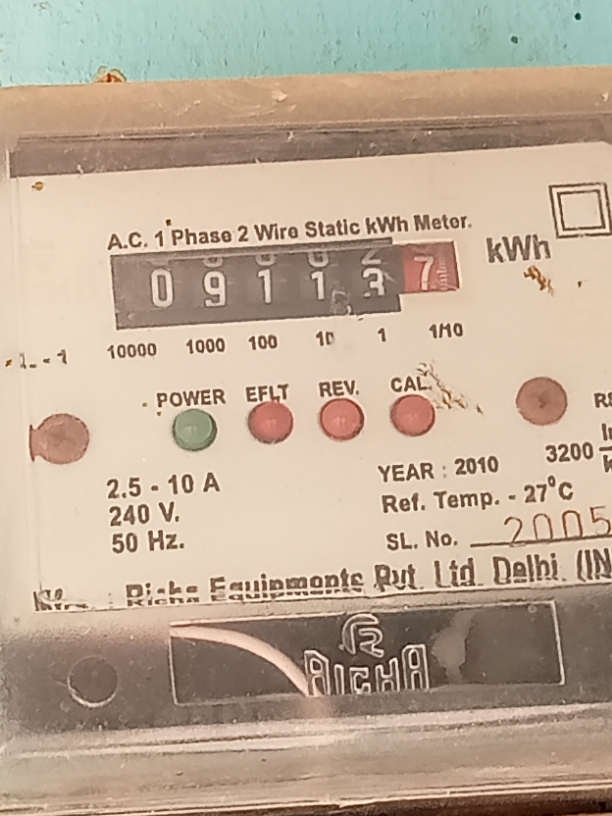 A.C. 1 Phase 2 Wire Static kWh Meter.
0 9 1 1 3 7 kWh
10000 1000 100 10 1 1/10
POWER EFLT REV. CAL.
3200
2.5 - 10 A
240 V.
50 Hz.
YEAR : 2010
Ref. Temp. - 27°C
SL. No. 2005
Richa Equipments Pvt. Ltd. Delhi (IN
RICHA